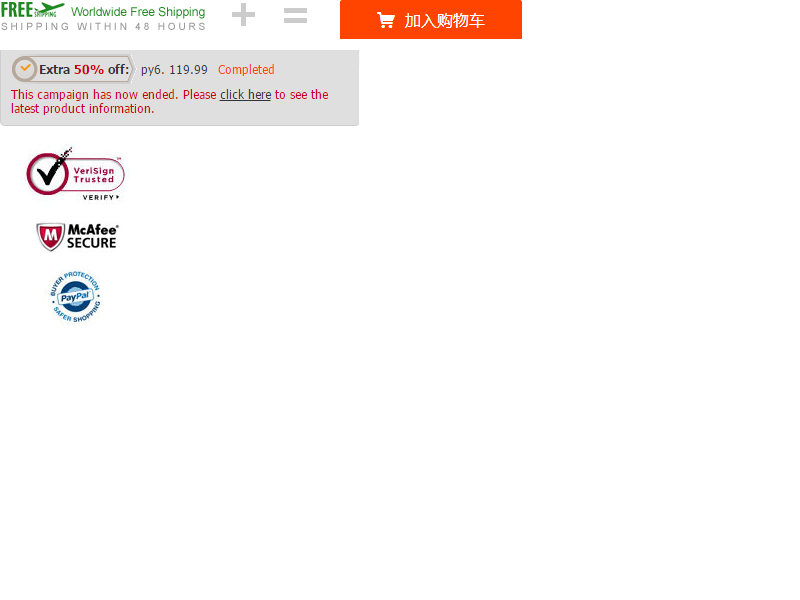 FREE SHIPPING Worldwide Free Shipping
SHIPPING WITHIN 48 HOURS
加入购物车
Extra 50% off: ру6. 119.99 Completed
This campaign has now ended. Please click here to see the
latest product information.
VeriSign™
Trusted
VERIFY
McAfee®
SECURE
BUYER PROTECTION
PayPal
SAFER SHOPPING